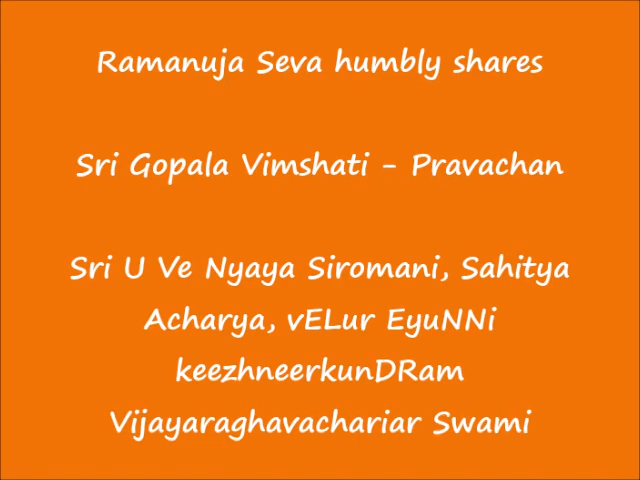 Ramanuja Seva humbly shares
Sri Gopala Vimshati - Pravachan
Sri U Ve Nyaya Siromani, Sahitya
Acharya, vELur EyuNNi
keezhneerkunDRam
Vijayaraghavachariar Swami